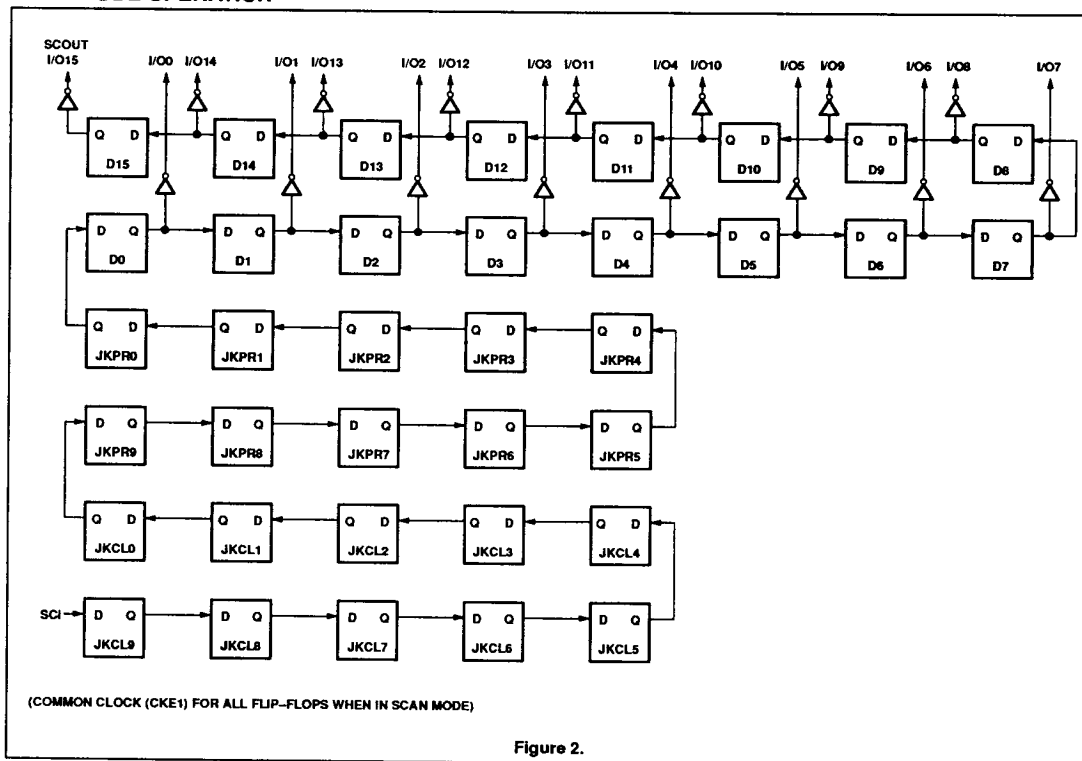 SCOUT
I/O15 I/O0 I/O14 I/O1 I/O13 I/O2 I/O12 I/O3 I/O11 I/O4 I/O10 I/O5 I/O9 I/O6 I/O8 I/O7
Q D Q D Q D Q D Q D Q D Q D Q D
D15 D14 D13 D12 D11 D10 D9 D8
D Q D Q D Q D Q D Q D Q D Q D Q
D0 D1 D2 D3 D4 D5 D6 D7
Q D Q D Q D Q D Q D
JKPR0 JKPR1 JKPR2 JKPR3 JKPR4
D Q D Q D Q D Q D Q
JKPR9 JKPR8 JKPR7 JKPR6 JKPR5
Q D Q D Q D Q D Q D
JKCL0 JKCL1 JKCL2 JKCL3 JKCL4
SCI D Q D Q D Q D Q D Q
JKCL9 JKCL8 JKCL7 JKCL6 JKCL5
(COMMON CLOCK (CKE1) FOR ALL FLIP–FLOPS WHEN IN SCAN MODE)
Figure 2.